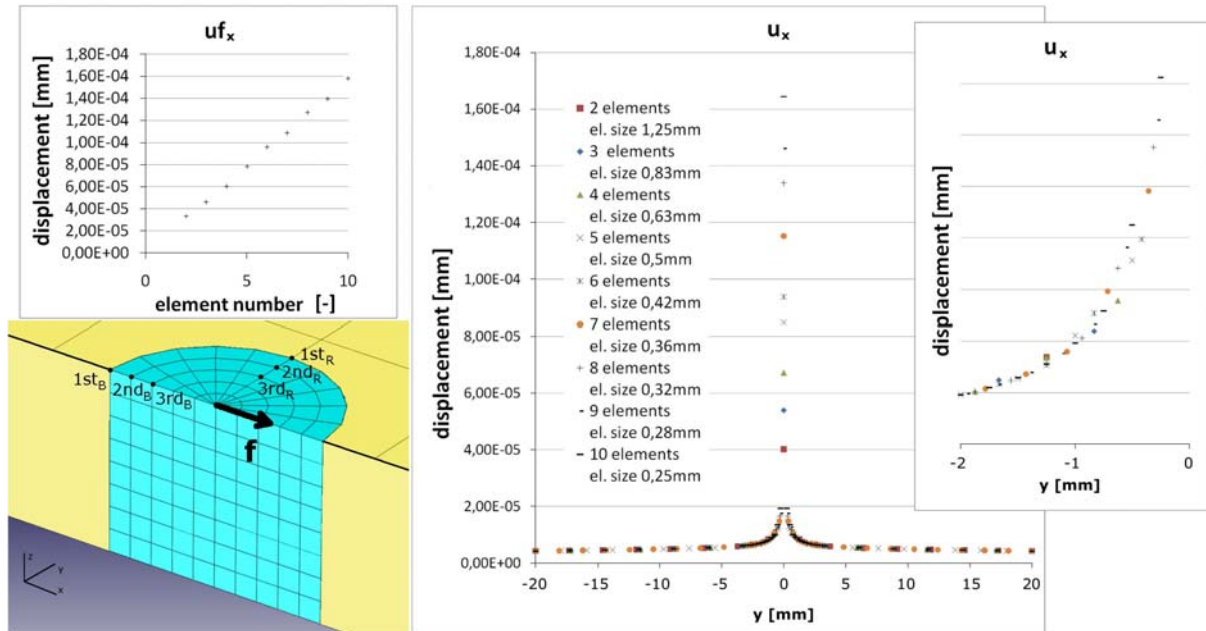 uf_x
displacement [mm]
1,80E-04
1,60E-04
1,40E-04
1,20E-04
1,00E-04
8,00E-05
6,00E-05
4,00E-05
2,00E-05
0,00E+00
0
5
10
element number [-]
1st_B
2nd_B
3rd_B
1st_R
2nd_R
3rd_R
f
z
y
x
u_x
displacement [mm]
1,80E-04
1,60E-04
1,40E-04
1,20E-04
1,00E-04
8,00E-05
6,00E-05
4,00E-05
2,00E-05
0,00E+00
2 elements
el. size 1,25mm
3 elements
el. size 0,83mm
4 elements
el. size 0,63mm
5 elements
el. size 0,5mm
6 elements
el. size 0,42mm
7 elements
el. size 0,36mm
8 elements
el. size 0,32mm
9 elements
el. size 0,28mm
10 elements
el. size 0,25mm
-20
-15
-10
-5
0
5
10
15
20
y [mm]
u_x
displacement [mm]
-2
-1
0
y [mm]